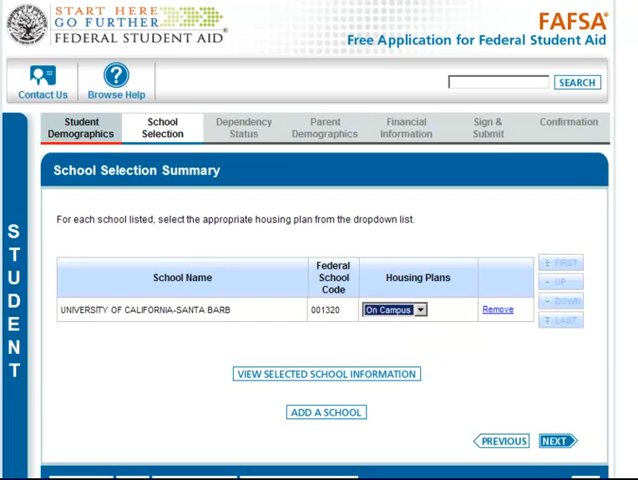 START HERE
GO FURTHER
FEDERAL STUDENT AID®
FAFSA®
Free Application for Federal Student Aid
Contact Us
Browse Help
SEARCH
Student Demographics
School Selection
Dependency Status
Parent Demographics
Financial Information
Sign & Submit
Confirmation
STUDENT
School Selection Summary
For each school listed, select the appropriate housing plan from the dropdown list.
School Name
Federal School Code
Housing Plans
UNIVERSITY OF CALIFORNIA-SANTA BARB
001320
On Campus
Remove
FIRST
UP
DOWN
LAST
VIEW SELECTED SCHOOL INFORMATION
ADD A SCHOOL
PREVIOUS
NEXT